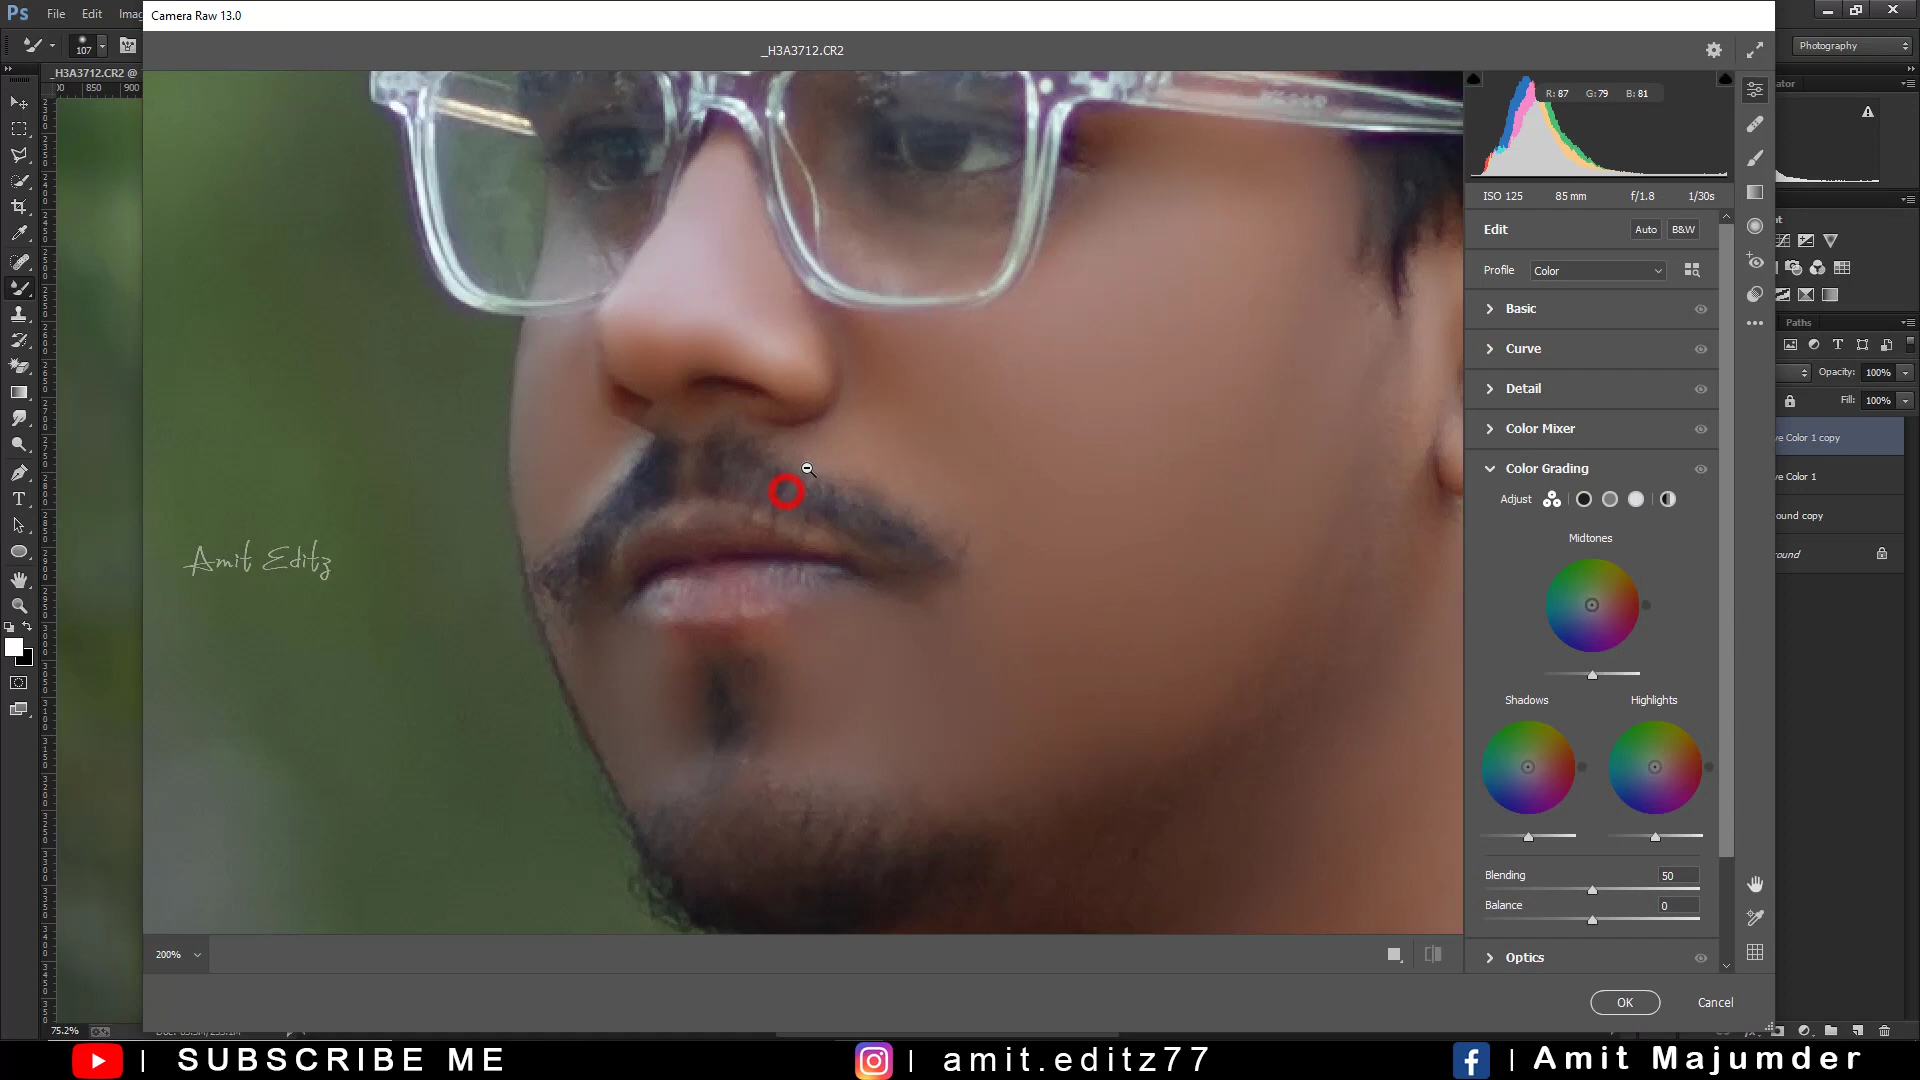 Ps File Edit Imag
Camera Raw 13.0
_H3A3712.CR2
107
Photography
_H3A3712.CR2 @
850 900
R: 87 G: 79 B: 81
ISO 125 85 mm f/1.8 1/30s
Edit Auto B&W
Profile Color
Basic
Curve
Detail
Color Mixer
Color Grading
Adjust
Midtones
Shadows Highlights
Blending 50
Balance 0
Optics
Paths
Opacity: 100%
Fill: 100%
ve Color 1 copy
ve Color 1
ound copy
ound
Amit Editz
200%
OK Cancel
75.2%
| SUBSCRIBE ME | amit.editz77 | Amit Majumder